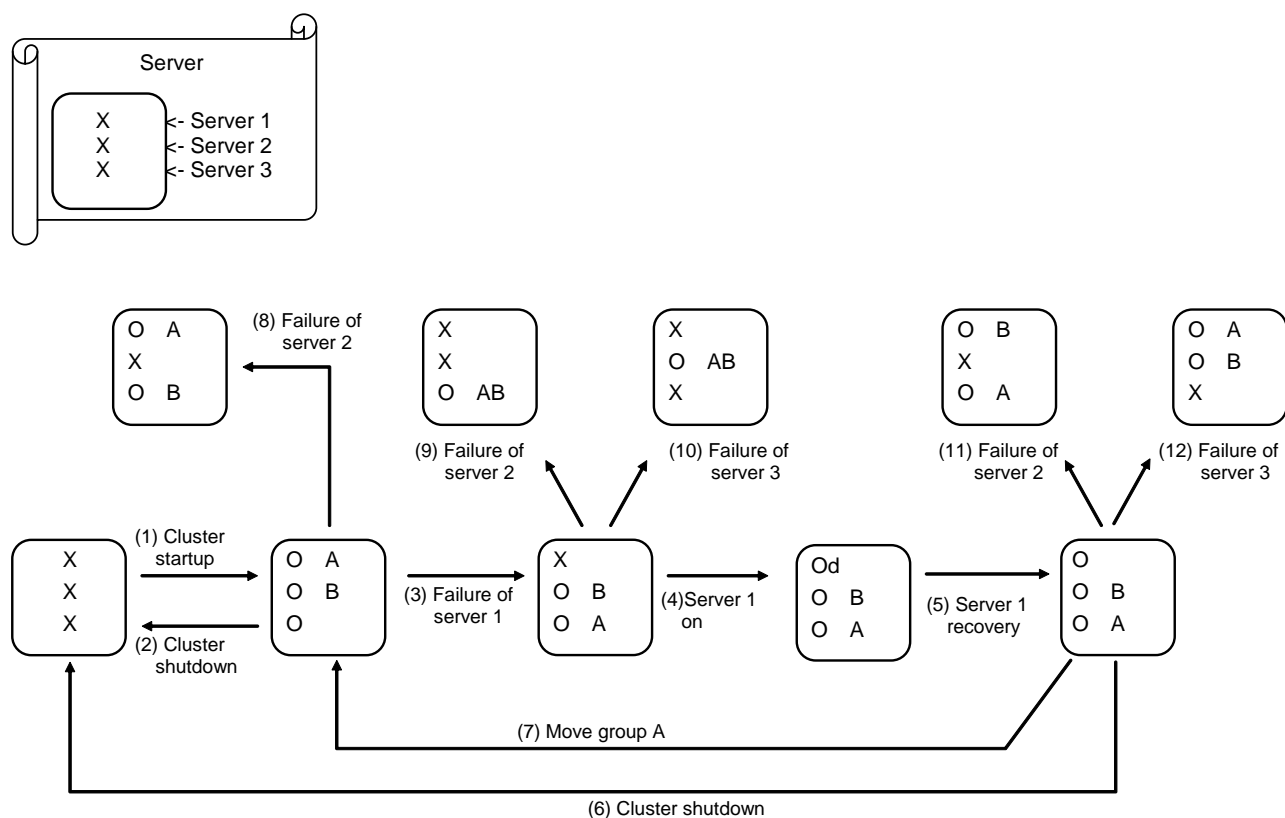 Server
X <- Server 1
X <- Server 2
X <- Server 3
O A
X
O B
(8) Failure of
server 2
X
X
O AB
(9) Failure of
server 2
X
O AB
X
(10) Failure of
server 3
O B
X
O A
(11) Failure of
server 2
O A
O B
X
(12) Failure of
server 3
X
X
X
(1) Cluster
startup
(2) Cluster
shutdown
O A
O B
O
(3) Failure of
server 1
X
O B
O A
(4)Server 1
on
Od
O B
O A
(5) Server 1
recovery
O
O B
O A
(7) Move group A
(6) Cluster shutdown